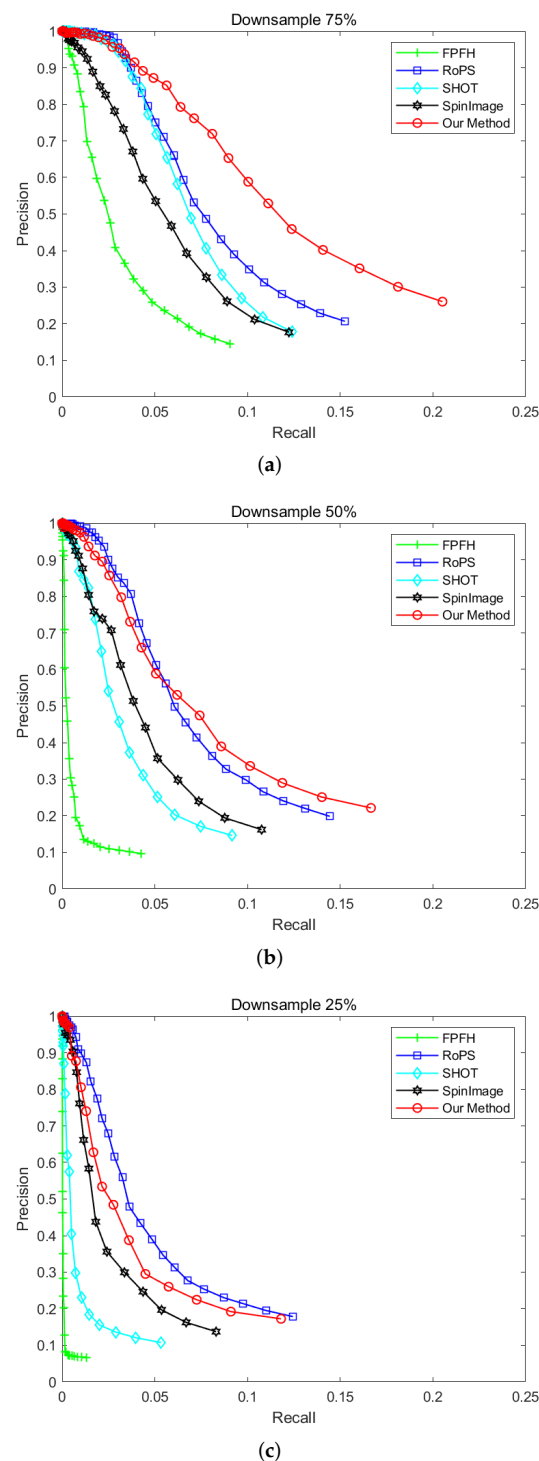 Downsample 75%
1
0.9
0.8
0.7
0.6
0.5
0.4
0.3
0.2
0.1
0
Precision
FPFH
RoPS
SHOT
SpinImage
Our Method
0 0.05 0.1 0.15 0.2 0.25
Recall
(a)
Downsample 50%
1
0.9
0.8
0.7
0.6
0.5
0.4
0.3
0.2
0.1
0
Precision
FPFH
RoPS
SHOT
SpinImage
Our Method
0 0.05 0.1 0.15 0.2 0.25
Recall
(b)
Downsample 25%
1
0.9
0.8
0.7
0.6
0.5
0.4
0.3
0.2
0.1
0
Precision
FPFH
RoPS
SHOT
SpinImage
Our Method
0 0.05 0.1 0.15 0.2 0.25
Recall
(c)